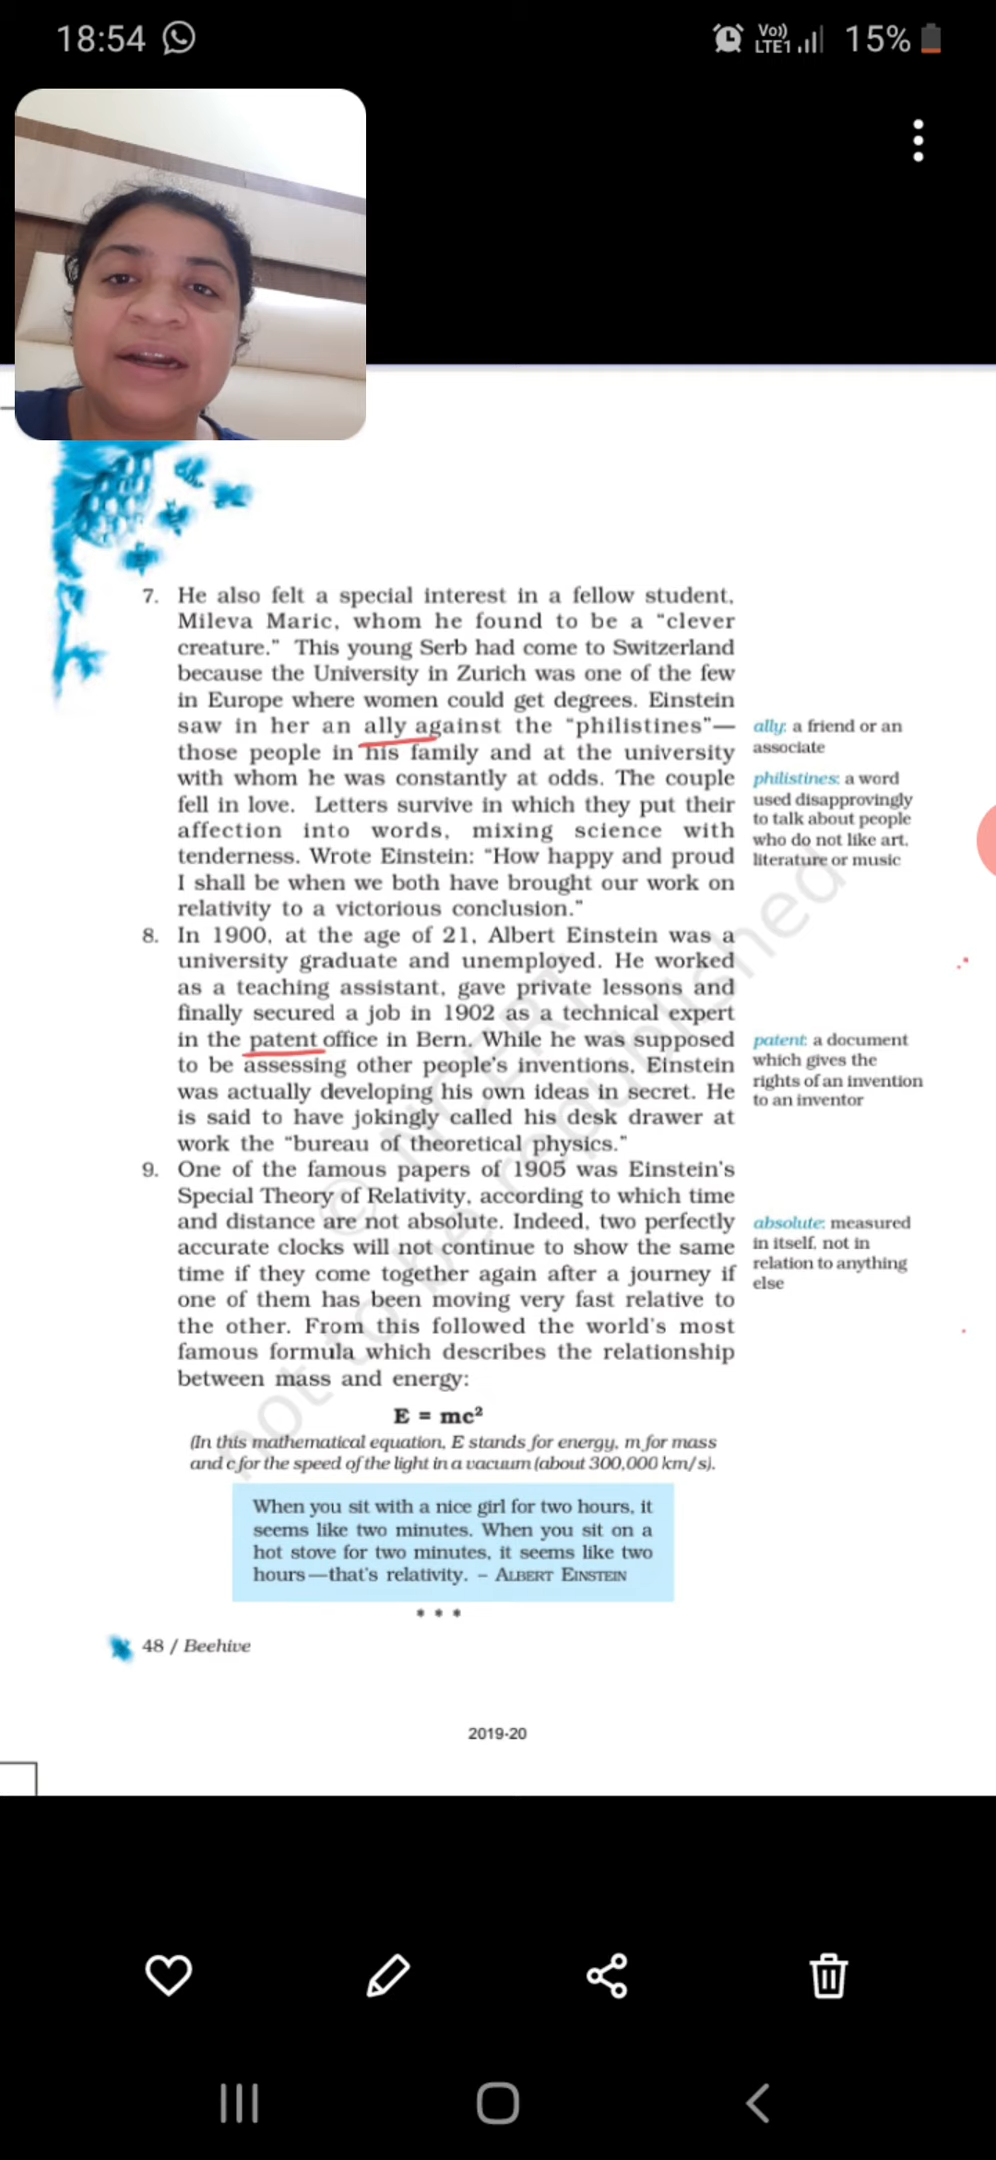 18:54
Vo))
LTE1
15%
7. He also felt a special interest in a fellow student,
Mileva Maric, whom he found to be a “clever
creature.” This young Serb had come to Switzerland
because the University in Zurich was one of the few
in Europe where women could get degrees. Einstein
saw in her an ally against the “philistines”—
those people in his family and at the university
with whom he was constantly at odds. The couple
fell in love. Letters survive in which they put their
affection into words, mixing science with
tenderness. Wrote Einstein: “How happy and proud
I shall be when we both have brought our work on
relativity to a victorious conclusion.”
ally: a friend or an
associate
philistines: a word
used disapprovingly
to talk about people
who do not like art,
literature or music
8. In 1900, at the age of 21, Albert Einstein was a
university graduate and unemployed. He worked
as a teaching assistant, gave private lessons and
finally secured a job in 1902 as a technical expert
in the patent office in Bern. While he was supposed
to be assessing other people’s inventions, Einstein
was actually developing his own ideas in secret. He
is said to have jokingly called his desk drawer at
work the “bureau of theoretical physics.”
patent: a document
which gives the
rights of an invention
to an inventor
9. One of the famous papers of 1905 was Einstein’s
Special Theory of Relativity, according to which time
and distance are not absolute. Indeed, two perfectly
accurate clocks will not continue to show the same
time if they come together again after a journey if
one of them has been moving very fast relative to
the other. From this followed the world’s most
famous formula which describes the relationship
between mass and energy:
absolute: measured
in itself, not in
relation to anything
else
E = mc²
(In this mathematical equation, E stands for energy, m for mass
and c for the speed of the light in a vacuum (about 300,000 km/s).
When you sit with a nice girl for two hours, it
seems like two minutes. When you sit on a
hot stove for two minutes, it seems like two
hours—that’s relativity. – ALBERT EINSTEIN
* * *
48 / Beehive
2019-20
© NCERT
not to be republished